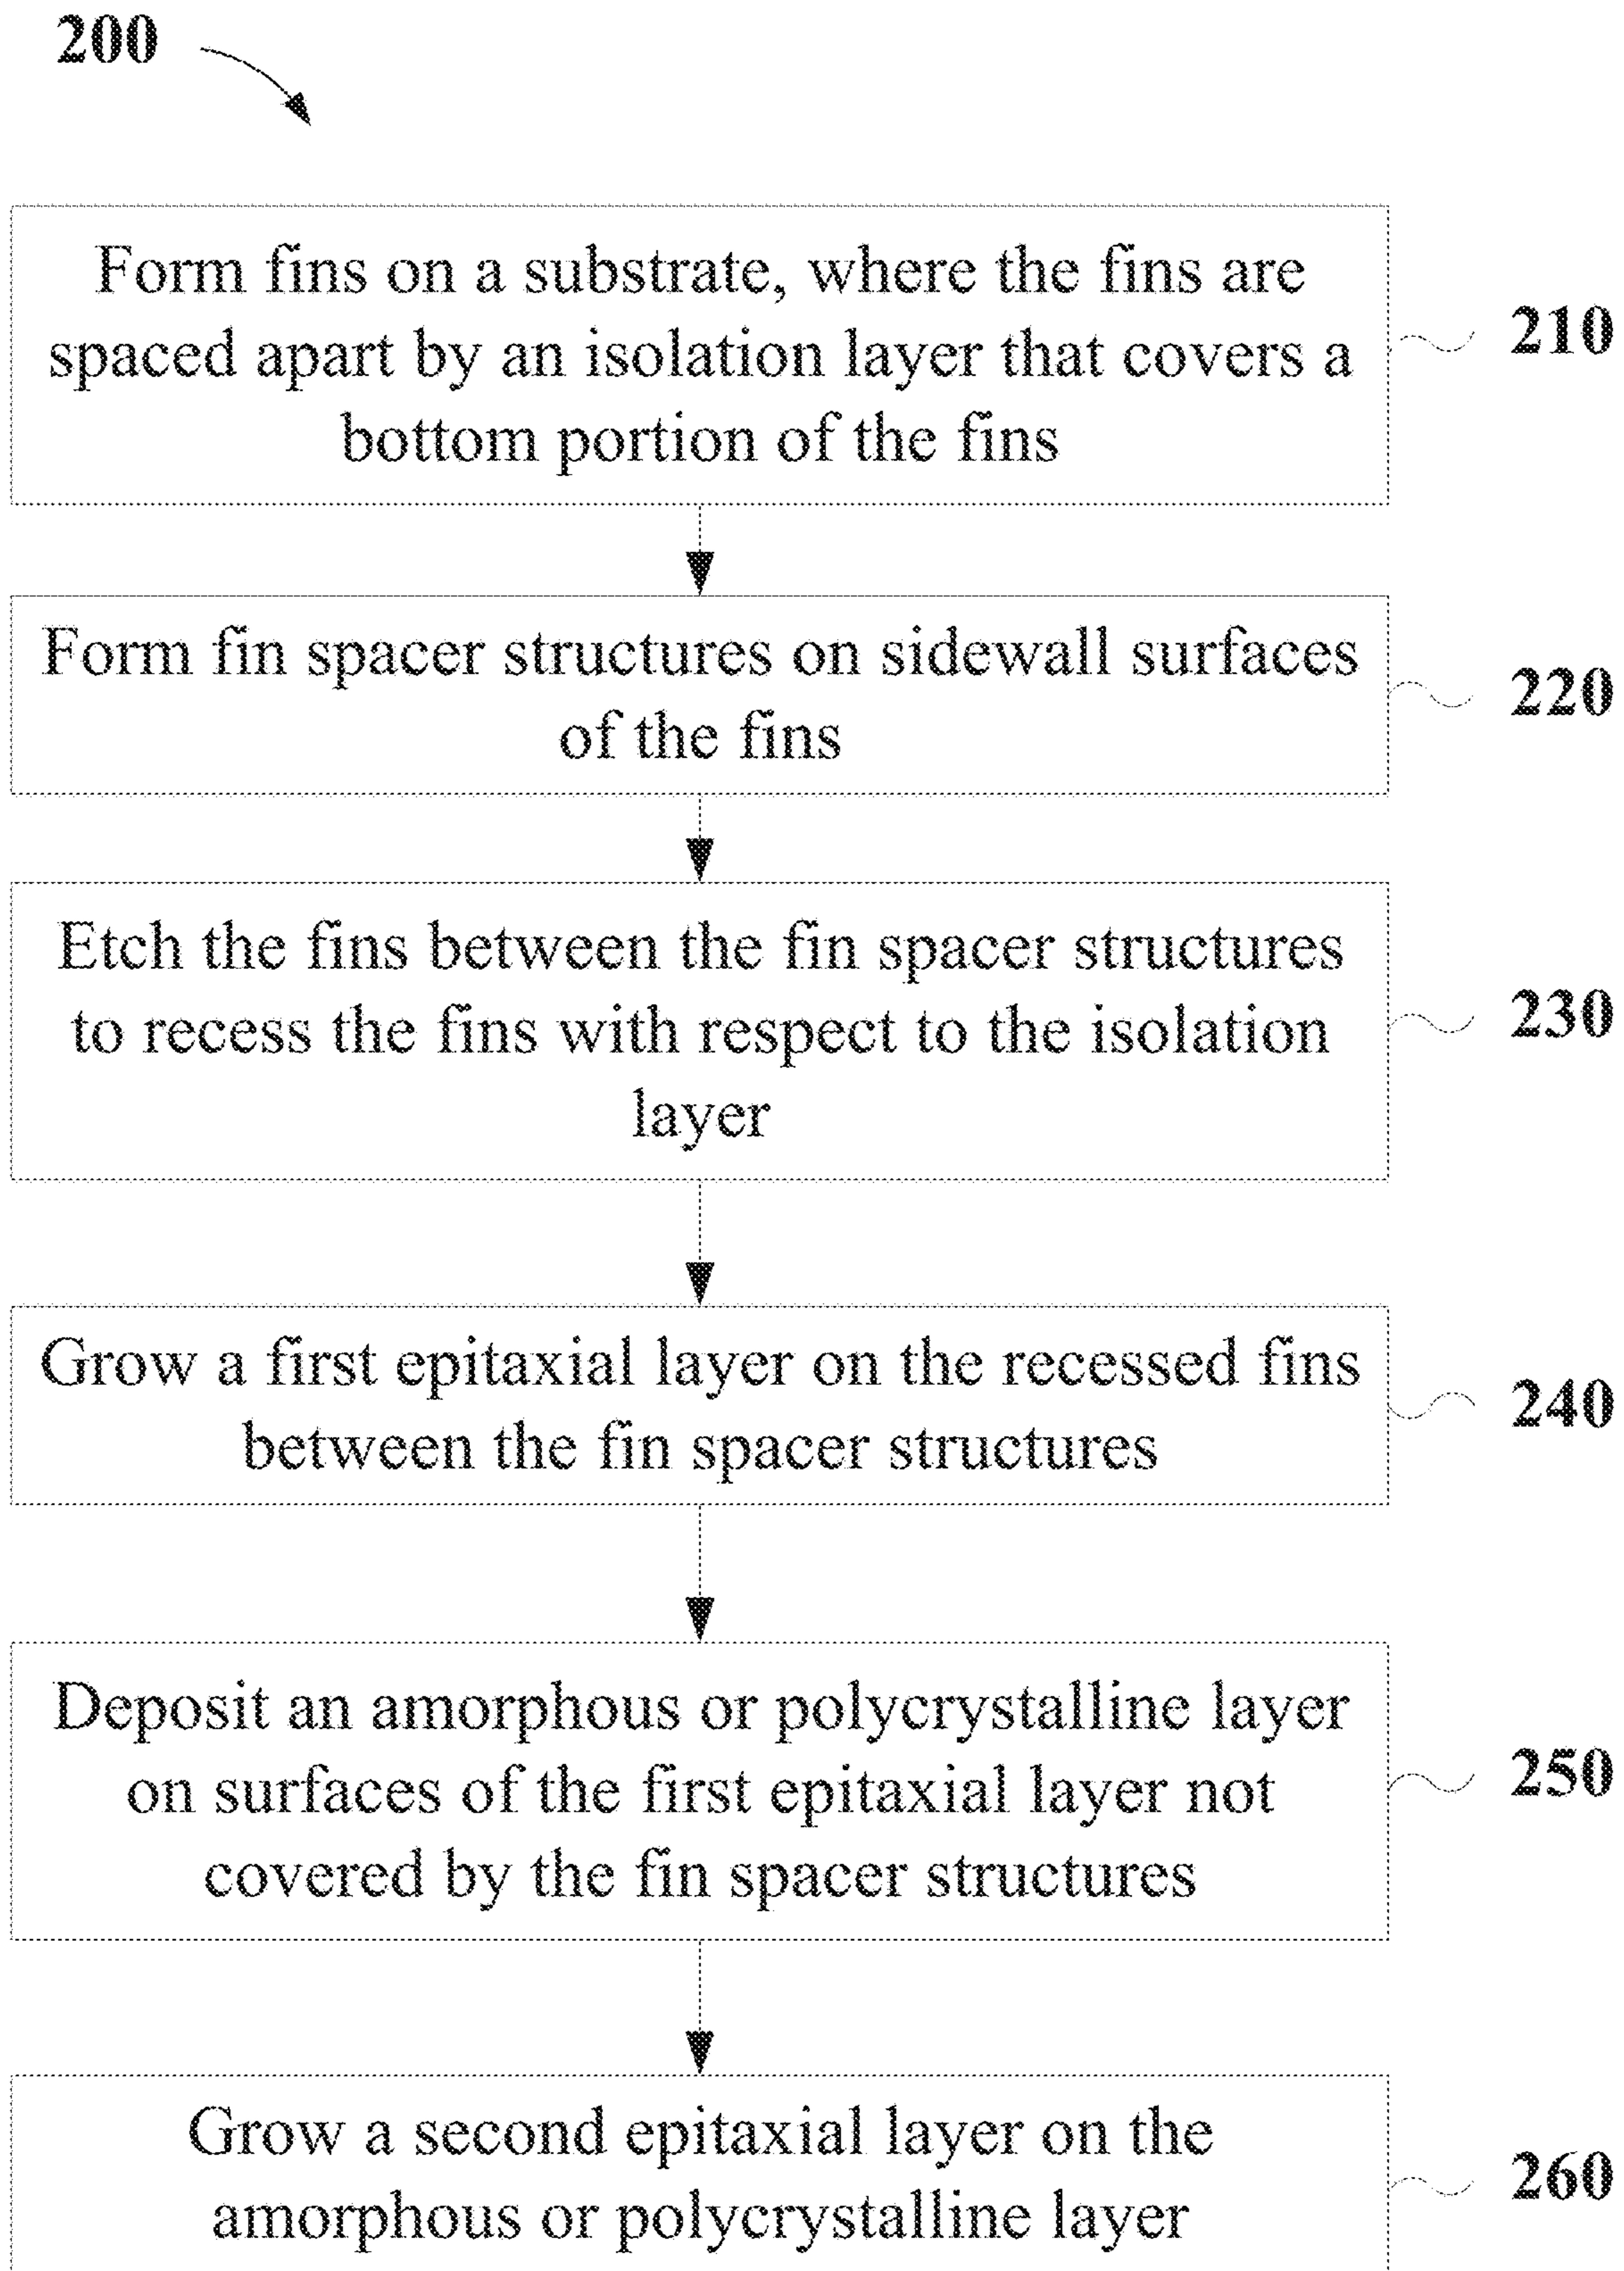 200
Form fins on a substrate, where the fins are
spaced apart by an isolation layer that covers a
bottom portion of the fins
210
Form fin spacer structures on sidewall surfaces
of the fins
220
Etch the fins between the fin spacer structures
to recess the fins with respect to the isolation
layer
230
Grow a first epitaxial layer on the recessed fins
between the fin spacer structures
240
Deposit an amorphous or polycrystalline layer
on surfaces of the first epitaxial layer not
covered by the fin spacer structures
250
Grow a second epitaxial layer on the
amorphous or polycrystalline layer
260